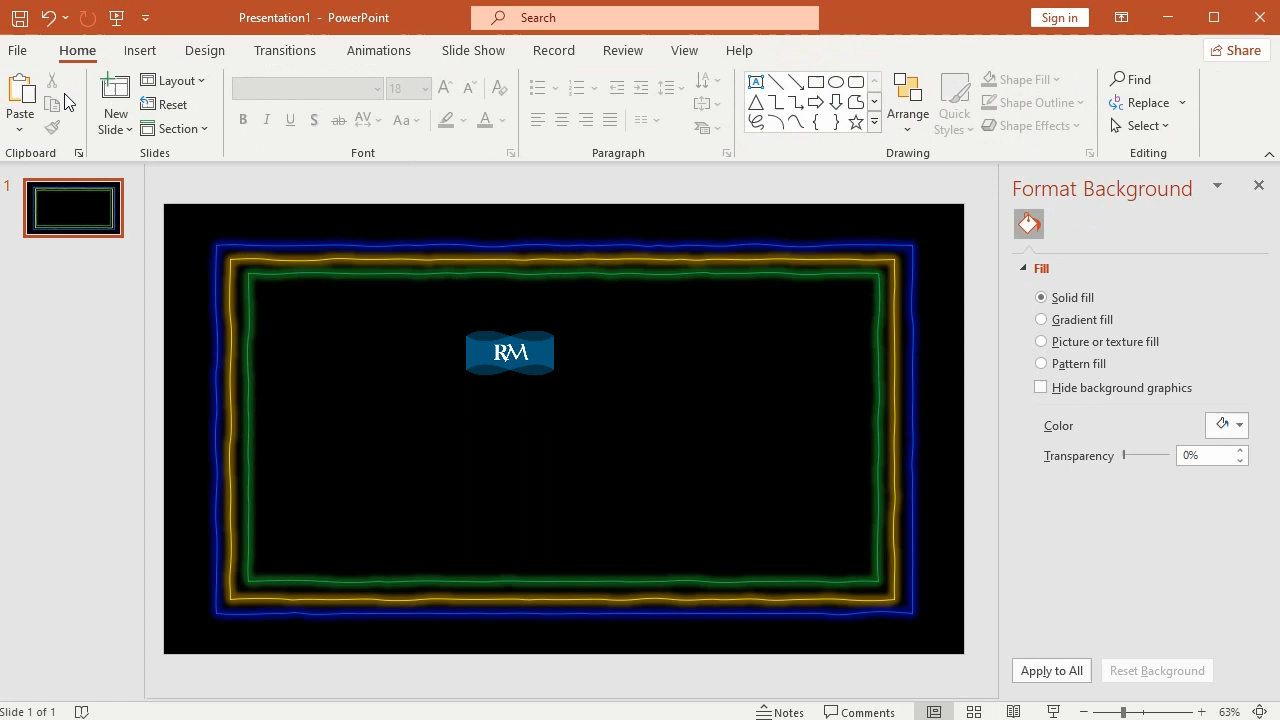 Presentation1 - PowerPoint
Search
Sign in
File Home Insert Design Transitions Animations Slide Show Record Review View Help Share
Paste
Clipboard
New Slide
Layout
Reset
Section
Slides
18
B I U S ab AV Aa A
Font
Paragraph
Arrange
Quick Styles
Shape Fill
Shape Outline
Shape Effects
Drawing
Find
Replace
Select
Editing
1
RM
Format Background
Fill
Solid fill
Gradient fill
Picture or texture fill
Pattern fill
Hide background graphics
Color
Transparency 0%
Apply to All Reset Background
Slide 1 of 1 Notes Comments 63%